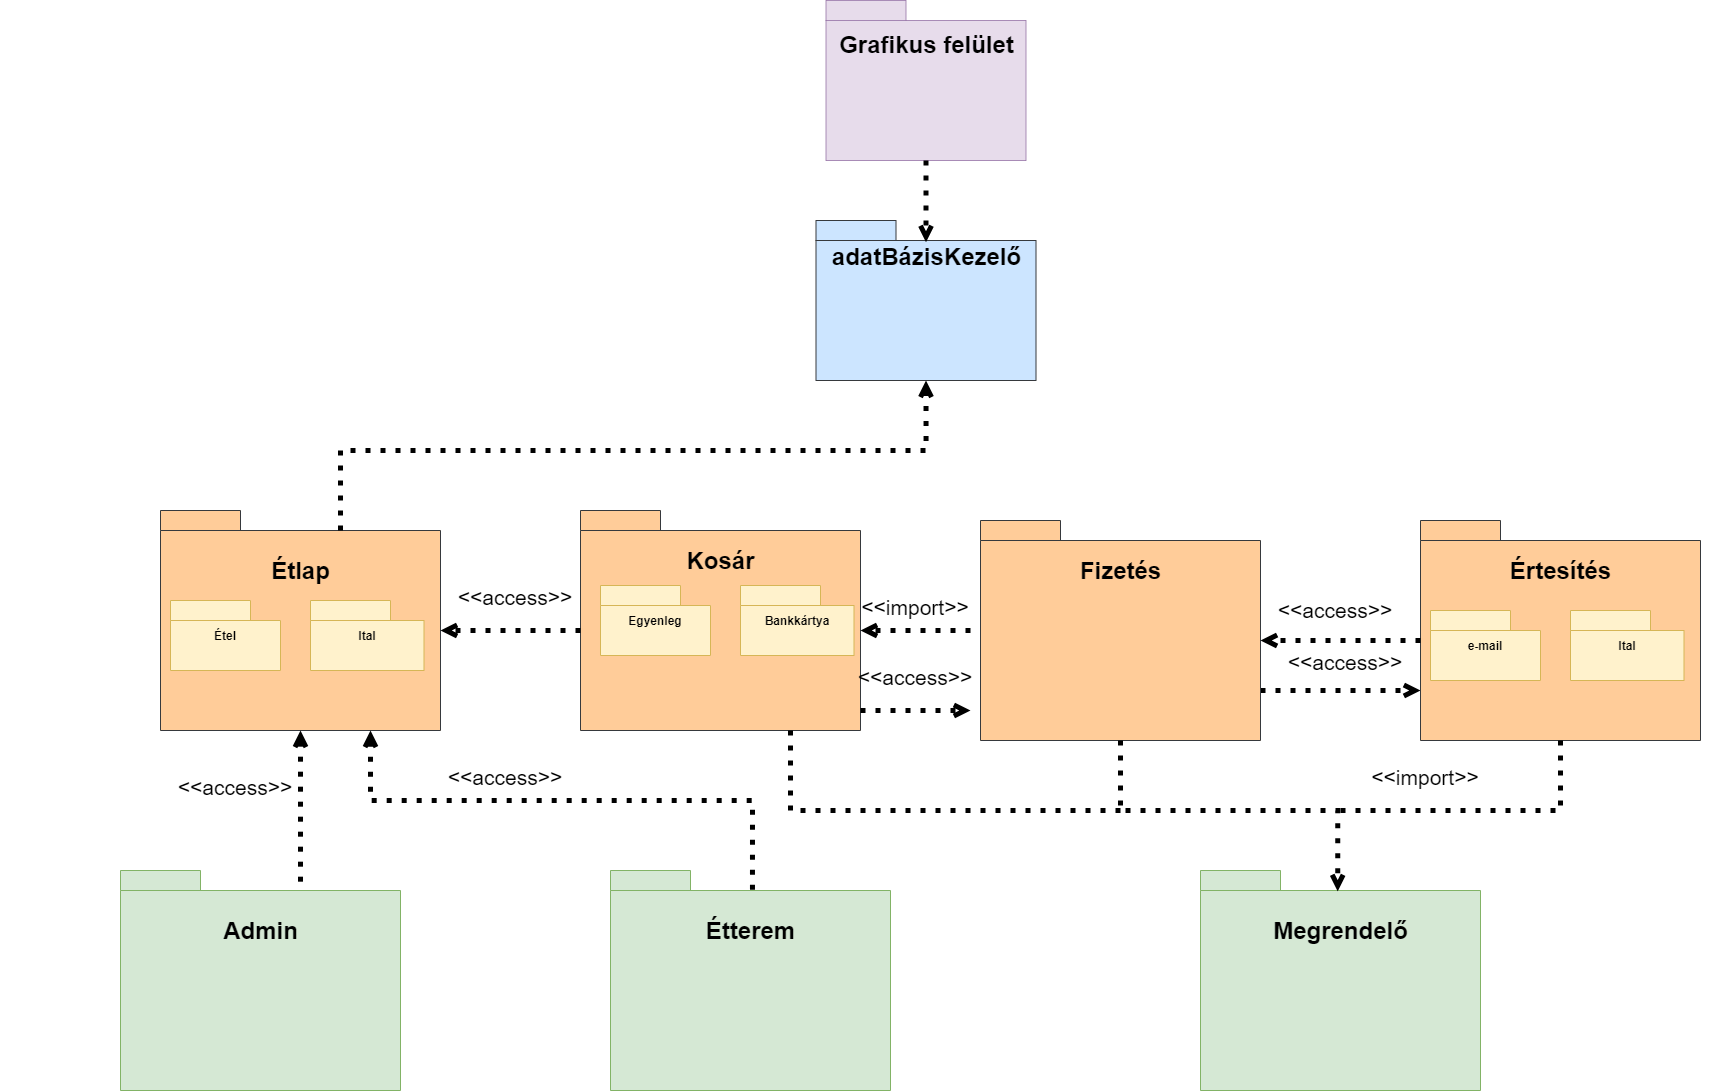 Grafikus felület
adatBázisKezelő
Étlap
Étel
Ital
<<access>>
Kosár
Egyenleg
Bankkártya
<<import>>
<<access>>
Fizetés
<<access>>
<<access>>
Értesítés
e-mail
Ital
<<access>>
<<access>>
<<import>>
Admin
Étterem
Megrendelő